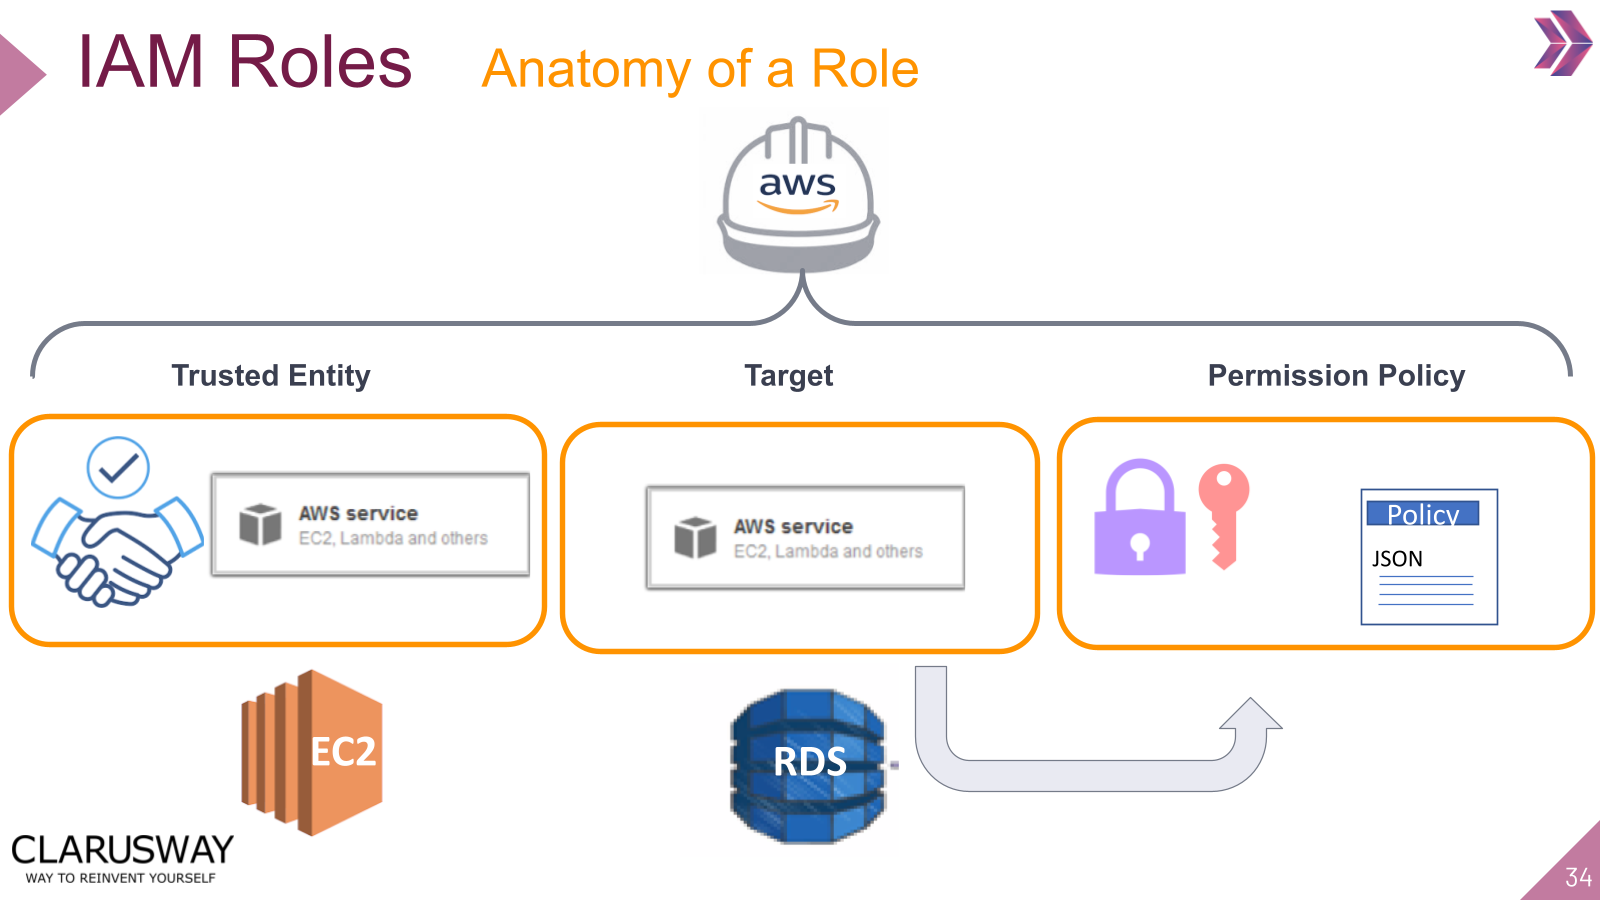 IAM Roles Anatomy of a Role
aws
Trusted Entity
Target
Permission Policy
AWS service
EC2, Lambda and others
AWS service
EC2, Lambda and others
Policy
JSON
EC2
RDS
CLARUSWAY
WAY TO REINVENT YOURSELF
34